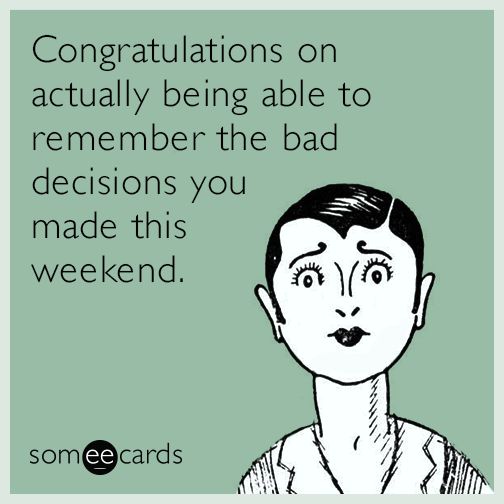 Congratulations on
actually being able to
remember the bad
decisions you
made this
weekend.
someecards